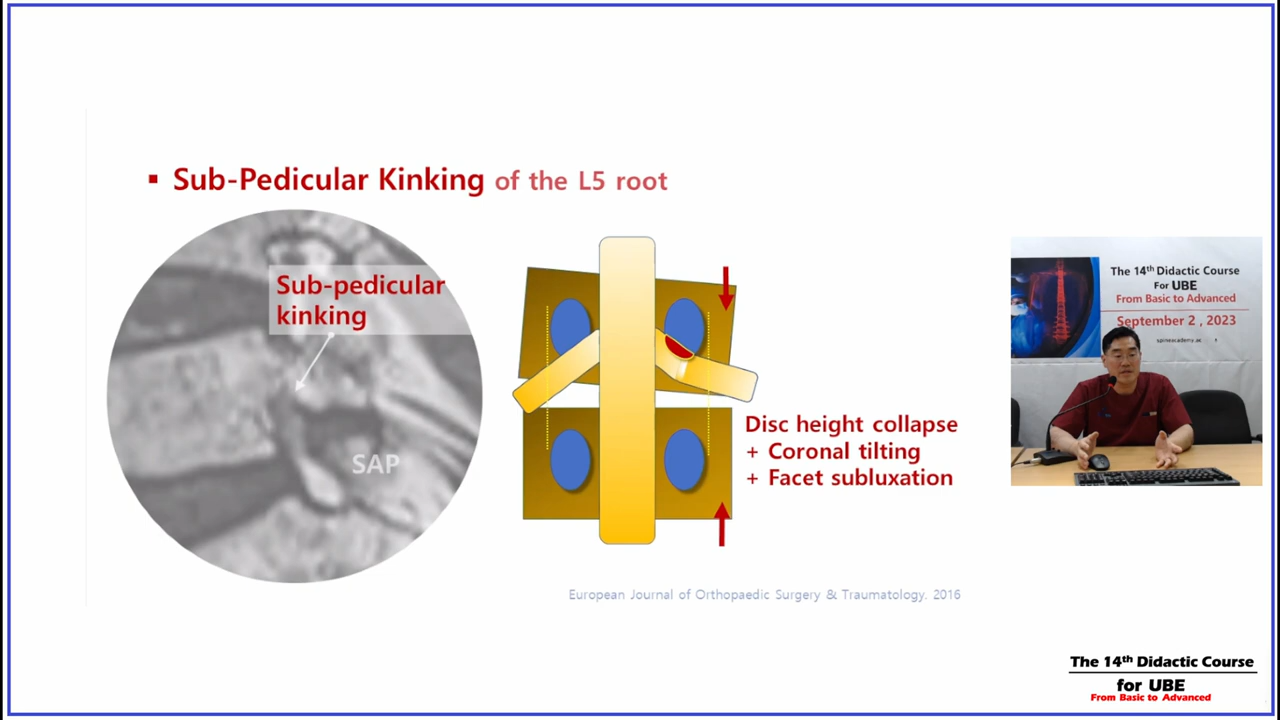 ▪ Sub-Pedicular Kinking of the L5 root
Sub-pedicular
kinking
SAP
Disc height collapse
+ Coronal tilting
+ Facet subluxation
European Journal of Orthopaedic Surgery & Traumatology. 2016
The 14th Didactic Course
For UBE
From Basic to Advanced
September 2 , 2023
The 14th Didactic Course
for UBE
From Basic to Advanced